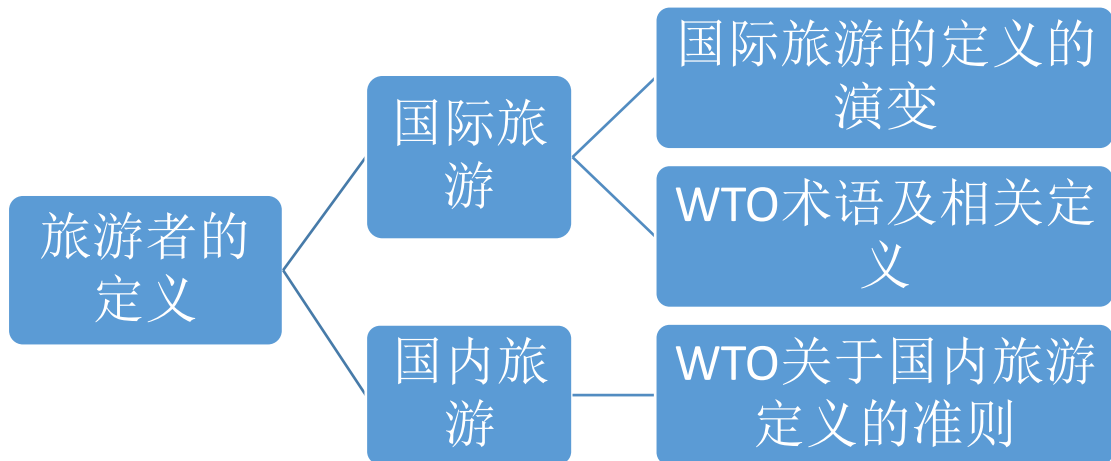 旅游者的
定义
国际旅
游
国际旅游的定义的
演变
WTO术语及相关定
义
国内旅
游
WTO关于国内旅游
定义的准则